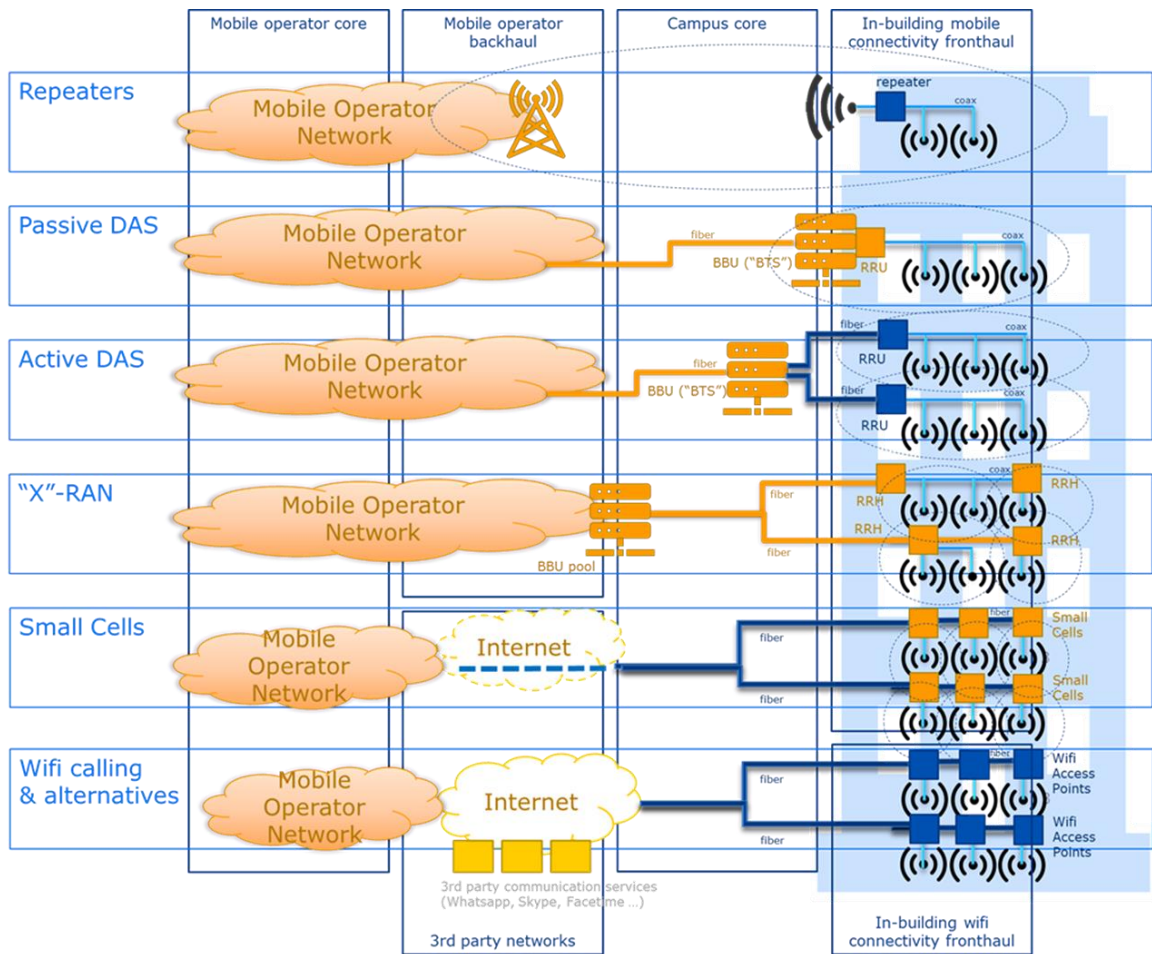 Mobile operator core
Mobile operator
backhaul
Campus core
In-building mobile
connectivity fronthaul
Repeaters
Mobile Operator
Network
repeater
coax
Passive DAS
Mobile Operator
Network
fiber
BBU (“BTS”)
RRU
coax
Active DAS
Mobile Operator
Network
fiber
BBU (“BTS”)
fiber
RRU
coax
fiber
RRU
coax
“X”-RAN
Mobile Operator
Network
BBU pool
fiber
fiber
RRH
coax
RRH
RRH
RRH
Small Cells
Mobile
Operator
Network
Internet
fiber
fiber
fiber
Small
Cells
Small
Cells
Wifi calling
& alternatives
Mobile
Operator
Network
Internet
fiber
fiber
fiber
Wifi
Access
Points
Wifi
Access
Points
3rd party communication services
(Whatsapp, Skype, Facetime ...)
3rd party networks
In-building wifi
connectivity fronthaul